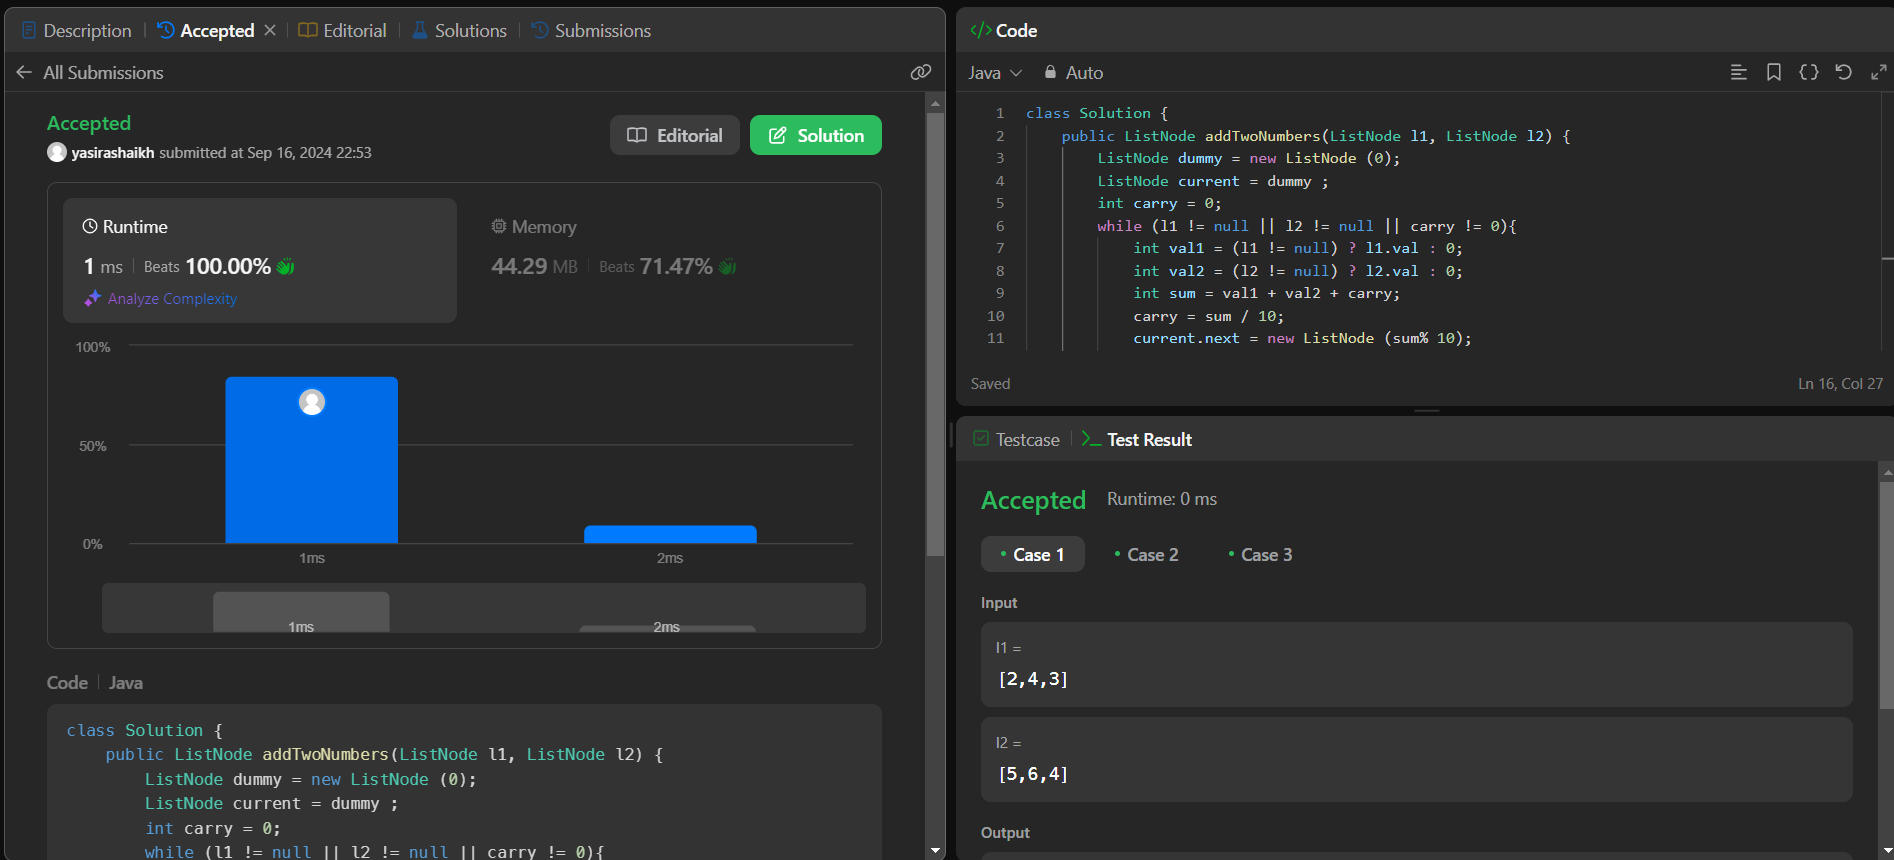 Description | Accepted × | Editorial | Solutions | Submissions
All Submissions
Accepted
yasirashaikh submitted at Sep 16, 2024 22:53
Editorial
Solution
Runtime
1 ms | Beats 100.00%
Analyze Complexity
Memory
44.29 MB | Beats 71.47%
100%
50%
0%
1ms 2ms
1ms 2ms
Code | Java
class Solution {
    public ListNode addTwoNumbers(ListNode l1, ListNode l2) {
        ListNode dummy = new ListNode (0);
        ListNode current = dummy ;
        int carry = 0;
        while (l1 != null || l2 != null || carry != 0){
</> Code
Java Auto
1 class Solution {
2     public ListNode addTwoNumbers(ListNode l1, ListNode l2) {
3         ListNode dummy = new ListNode (0);
4         ListNode current = dummy ;
5         int carry = 0;
6         while (l1 != null || l2 != null || carry != 0){
7             int val1 = (l1 != null) ? l1.val : 0;
8             int val2 = (l2 != null) ? l2.val : 0;
9             int sum = val1 + val2 + carry;
10             carry = sum / 10;
11             current.next = new ListNode (sum% 10);
Saved Ln 16, Col 27
Testcase | >_ Test Result
Accepted Runtime: 0 ms
• Case 1 • Case 2 • Case 3
Input
l1 =
[2,4,3]
l2 =
[5,6,4]
Output